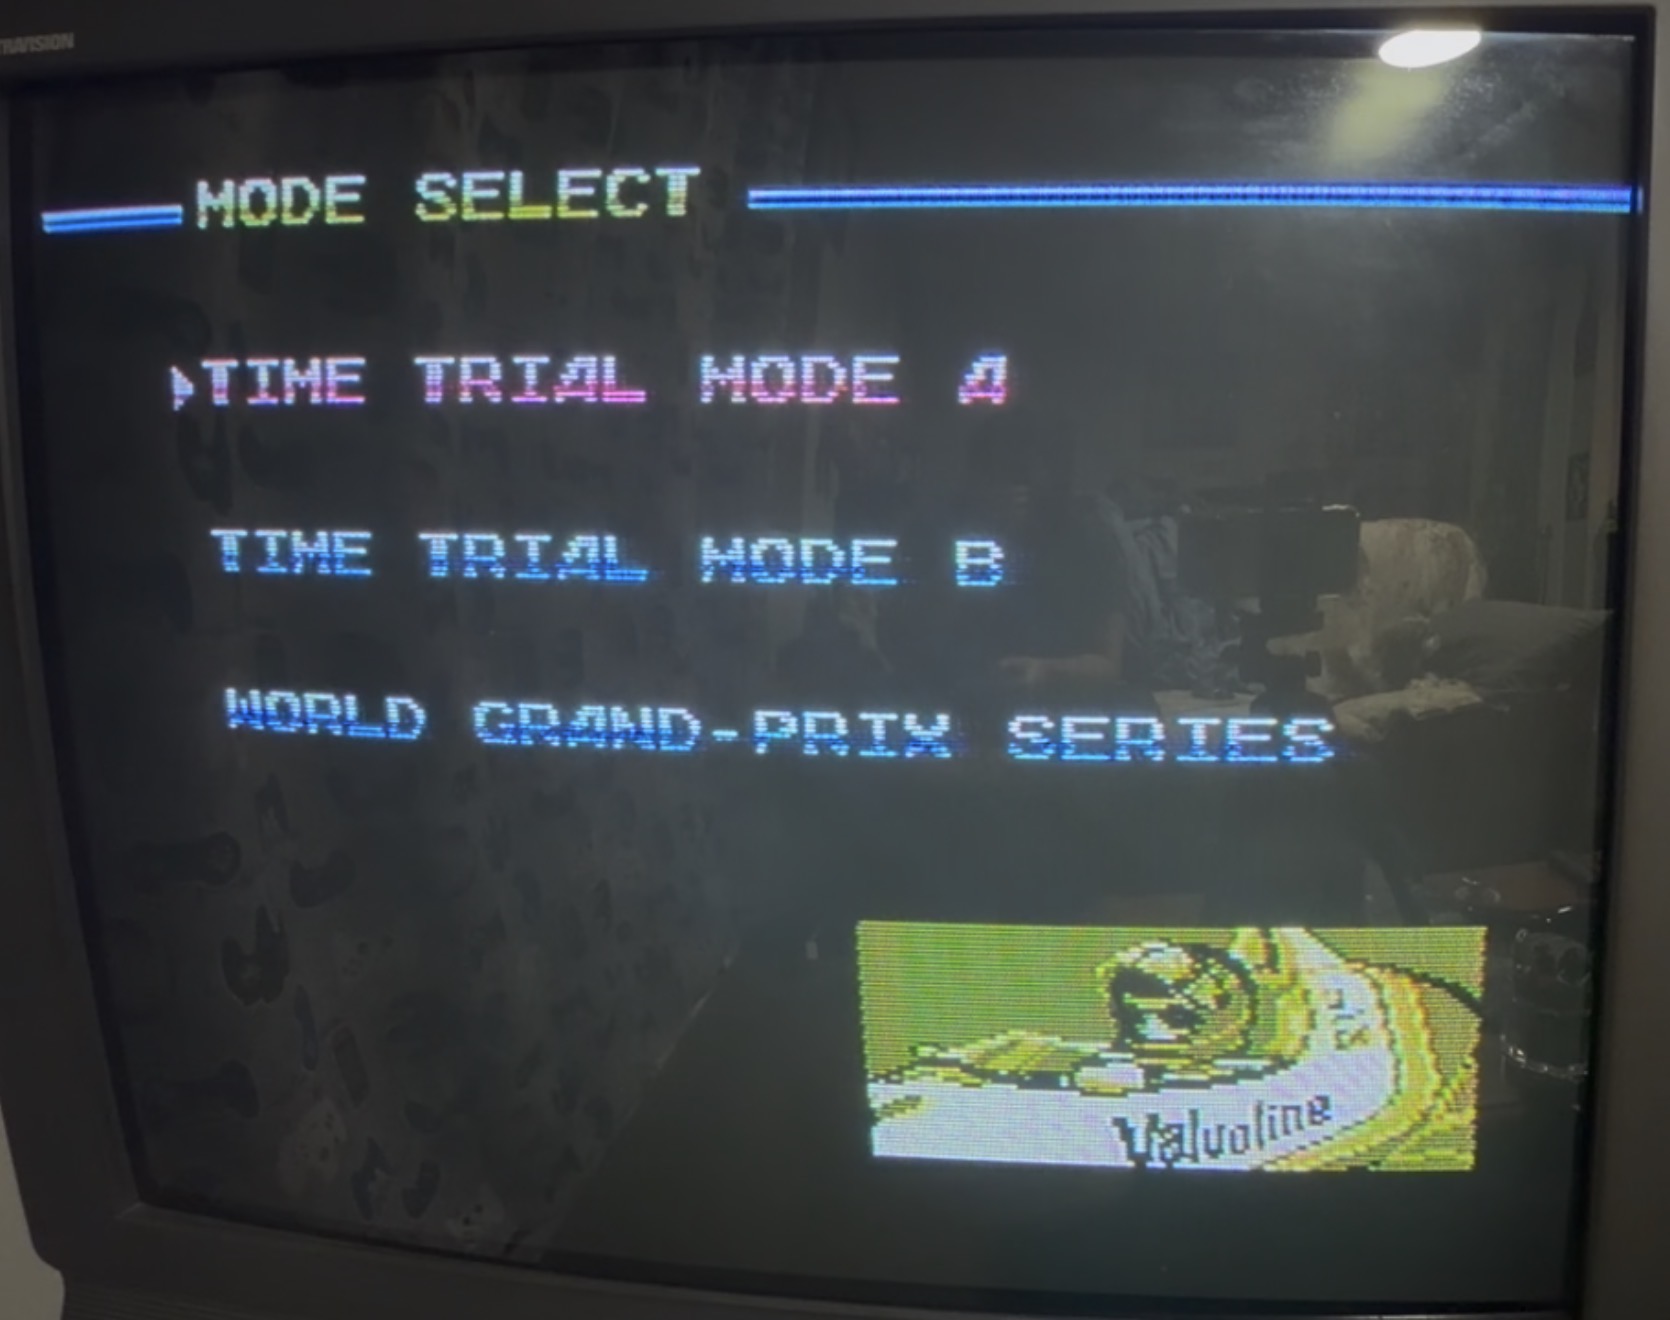 MODE SELECT
TIME TRIAL MODE A
TIME TRIAL MODE B
WORLD GRAND-PRIX SERIES
Valvoline